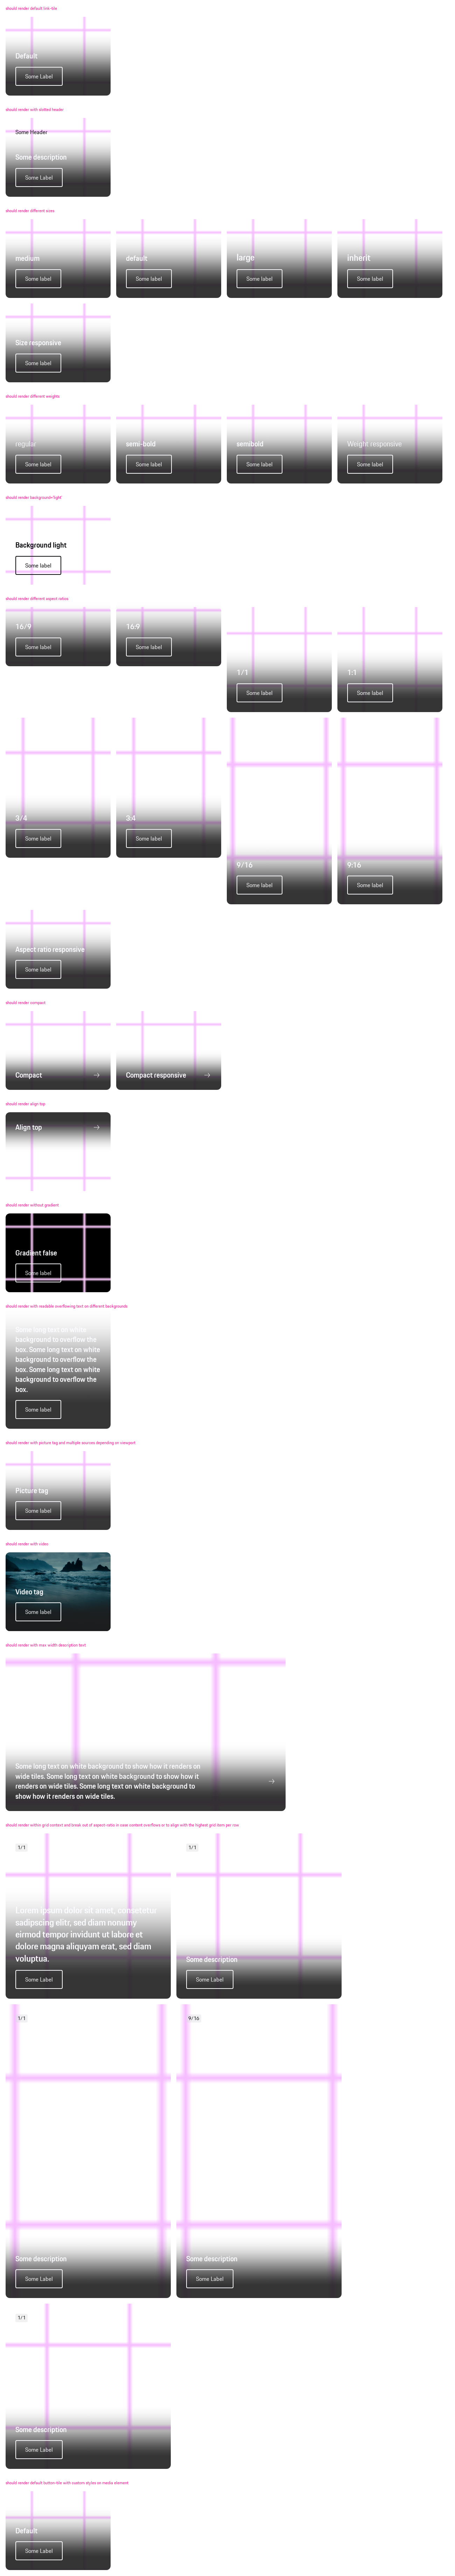 should render default link-tile
Default
Some Label
should render with slotted header
Some Header
Some description
Some Label
should render different sizes
medium
default
large
inherit
Some label
Some label
Some label
Some label
Size responsive
Some label
should render different weights
regular
semi-bold
semibold
Weight responsive
Some label
Some label
Some label
Some label
should render background=light
Background light
Some label
should render different aspect ratios
16/9
16:9
Some label
Some label
1/1
1:1
Some label
Some label
3/4
3:4
Some label
Some label
9/16
9:16
Some label
Some label
Aspect ratio responsive
Some label
should render compact
Compact
Compact responsive
should render align top
Align top
should render without gradient
Gradient false
Some label
should render with readable overflowing text on different backgrounds
Some long text on white
background to overflow the
box. Some long text on white
background to overflow the
box. Some long text on white
background to overflow the
box.
Some label
should render with picture tag and multiple sources depending on viewport
Picture tag
Some label
should render with video
Video tag
Some label
should render with max-width description text
Some long text on white background to show how it renders on
wide tiles. Some long text on white background to show how it
renders on wide tiles. Some long text on white background to
show how it renders on wide tiles.
should render within grid context and break out of aspect ratio in case content overflows or to align with the highest grid item per row
1/1
1/1
Lorem ipsum dolor sit amet, consetetur
sadipscing elitr, sed diam nonumy
eirmod tempor invidunt ut labore et
dolore magna aliquyam erat, sed diam
voluptua.
Some Label
Some description
Some Label
1/1
9/16
Some description
Some description
Some Label
Some Label
1/1
Some description
Some Label
should render default button-tile with custom styles on media element
Default
Some Label